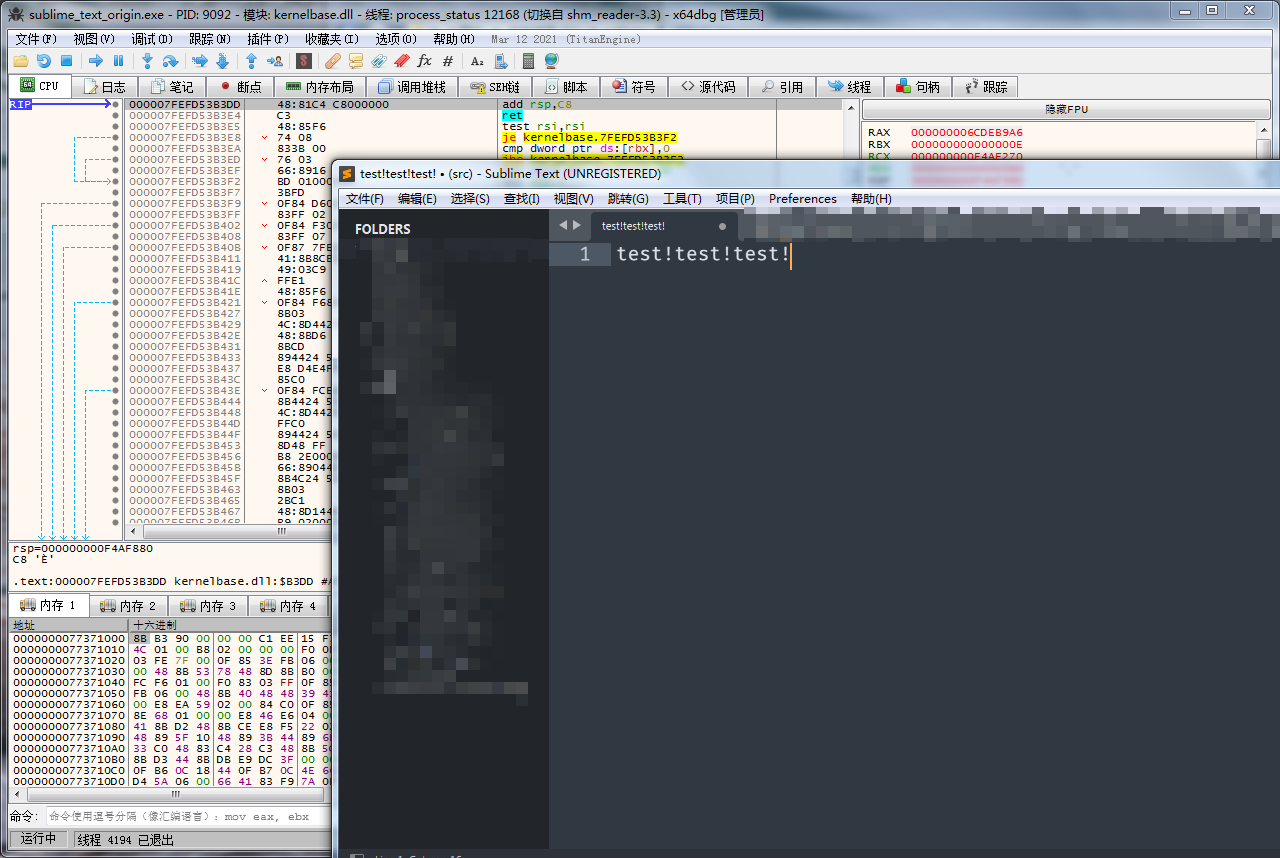 sublime_text_origin.exe - PID: 9092 - 模块: kernelbase.dll - 线程: process_status 12168 (切换自 shm_reader-3.3) - x64dbg [管理员]
文件(F) 视图(V) 调试(D) 跟踪(N) 插件(P) 收藏夹(I) 选项(O) 帮助(H) Mar 12 2021 (TitanEngine)
CPU 日志 笔记 断点 内存布局 调用堆栈 SEH链 脚本 符号 源代码 引用 线程 句柄 跟踪
隐藏FPU
RIP
000007FEFD53B3DD 48:81C4 C8000000 add rsp,C8
000007FEFD53B3E4 C3 ret
000007FEFD53B3E5 48:85F6 test rsi,rsi
000007FEFD53B3E8 74 08 je kernelbase.7FEFD53B3F2
000007FEFD53B3EA 833B 00 cmp dword ptr ds:[rbx],0
000007FEFD53B3ED 76 03
000007FEFD53B3EF 66:8916
000007FEFD53B3F2 BD 01000
000007FEFD53B3F7 3BFD
000007FEFD53B3F9 0F84 D60
000007FEFD53B3FF 83FF 02
000007FEFD53B402 0F84 F30
000007FEFD53B408 83FF 07
000007FEFD53B40B 0F87 7FE
000007FEFD53B411 41:8B8CE
000007FEFD53B419 49:03C9
000007FEFD53B41C FFE1
000007FEFD53B41E 48:85F6
000007FEFD53B421 0F84 F68
000007FEFD53B427 8B03
000007FEFD53B429 4C:8D442
000007FEFD53B42E 48:8BD6
000007FEFD53B431 8BCD
000007FEFD53B433 894424 5
000007FEFD53B437 E8 D4E4F
000007FEFD53B43C 85C0
000007FEFD53B43E 0F84 FCE
000007FEFD53B444 8B4424 5
000007FEFD53B448 4C:8D442
000007FEFD53B44D FFC0
000007FEFD53B44F 894424 5
000007FEFD53B453 8D48 FF
000007FEFD53B456 B8 2E000
000007FEFD53B45B 66:89044
000007FEFD53B45F 8B4C24 5
000007FEFD53B463 8B03
000007FEFD53B465 2BC1
000007FEFD53B467 48:8D144
RAX 000000006CDEB9A6
RBX 000000000000000E
RCX 000000000F4AF270
test!test!test! • (src) - Sublime Text (UNREGISTERED)
文件(F) 编辑(E) 选择(S) 查找(I) 视图(V) 跳转(G) 工具(T) 项目(P) Preferences 帮助(H)
FOLDERS
test!test!test!
1 test!test!test!
rsp=000000000F4AF880
C8 'È'
.text:000007FEFD53B3DD kernelbase.dll:$B3DD #A
内存 1 内存 2 内存 3 内存 4
地址 十六进制
0000000077371000 8B B3 90 00 00 00 C1 EE 15 F
0000000077371010 4C 01 00 B8 02 00 00 00 F0 0
0000000077371020 03 FE 7F 00 0F 85 3E FB 06 00
0000000077371030 00 48 8B 53 78 48 8D 8B B0 00
0000000077371040 FC F6 01 00 F0 83 03 FF 0F 85
0000000077371050 FB 06 00 48 8B 40 48 48 39 4
0000000077371060 00 E8 EA 59 02 00 84 C0 0F 8
0000000077371070 8E 68 01 00 00 E8 46 E6 04 00
0000000077371080 41 8B D2 48 8B CE E8 F5 22 0
0000000077371090 48 89 5F 10 48 89 3B 44 89 6
00000000773710A0 33 C0 48 83 C4 28 C3 48 8B 5
00000000773710B0 8B D3 44 8B DB E9 DC 3F 00 0
00000000773710C0 0F B6 0C 18 44 0F B7 0C 4E 6
00000000773710D0 D4 5A 06 00 66 41 83 F9 7A 0
命令: 命令使用逗号分隔（像汇编语言）: mov eax, ebx
运行中 线程 4194 已退出